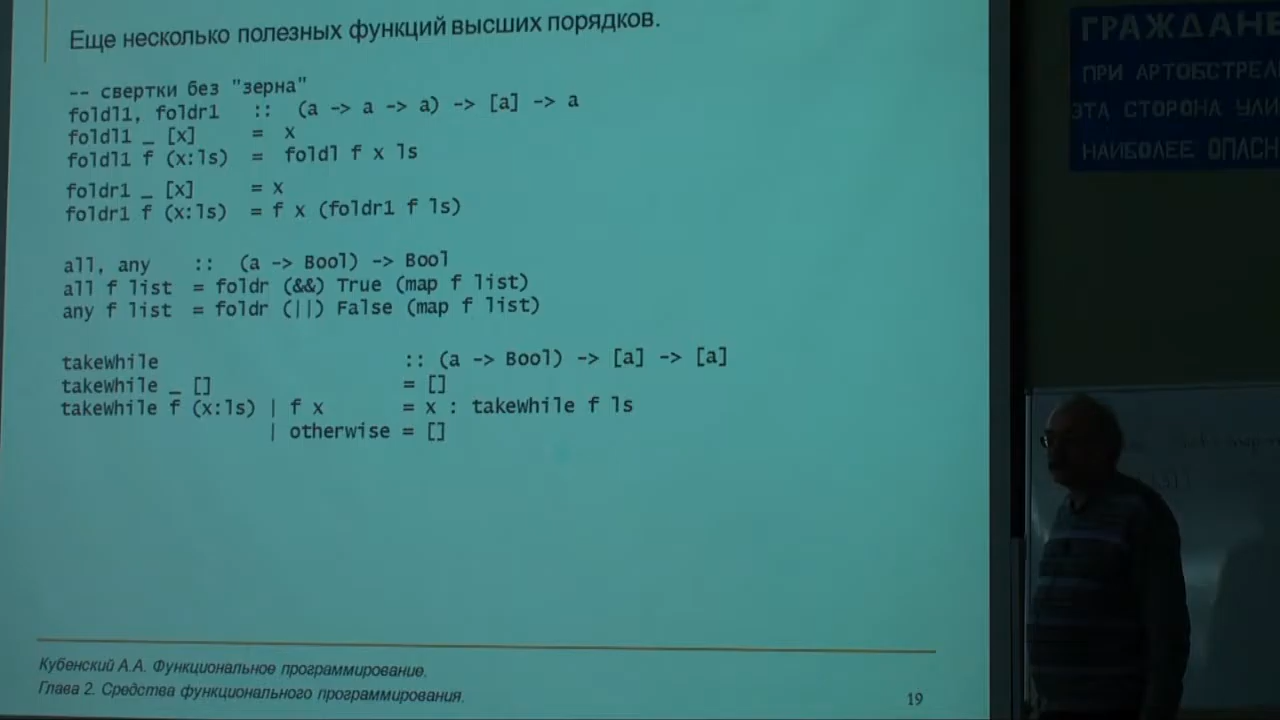 Еще несколько полезных функций высших порядков.
-- свертки без "зерна"
foldl1, foldr1 :: (a -> a -> a) -> [a] -> a
foldl1 _ [x] = x
foldl1 f (x:ls) = foldl f x ls
foldr1 _ [x] = x
foldr1 f (x:ls) = f x (foldr1 f ls)
all, any :: (a -> Bool) -> Bool
all f list = foldr (&&) True (map f list)
any f list = foldr (||) False (map f list)
takeWhile :: (a -> Bool) -> [a] -> [a]
takeWhile _ [] = []
takeWhile f (x:ls) | f x = x : takeWhile f ls
| otherwise = []
Кубенский А.А. Функциональное программирование.
Глава 2. Средства функционального программирования.
19
ГРАЖДАНЕ
ПРИ АРТОБСТРЕЛ
ЭТА СТОРОНА УЛИ
НАИБОЛЕЕ ОПАСН